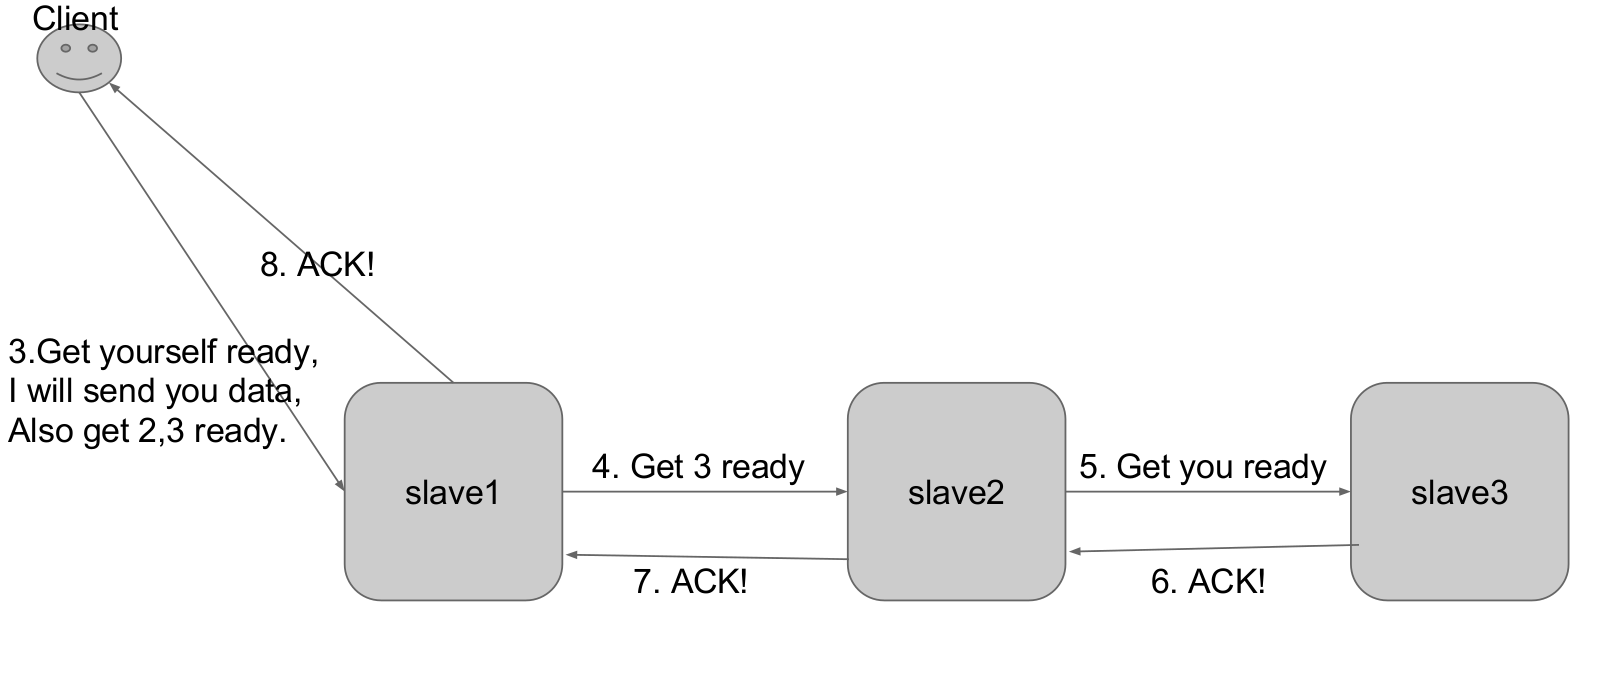 Client
8. ACK!
3.Get yourself ready,
I will send you data,
Also get 2,3 ready.
4. Get 3 ready
5. Get you ready
slave1
slave2
slave3
7. ACK!
6. ACK!